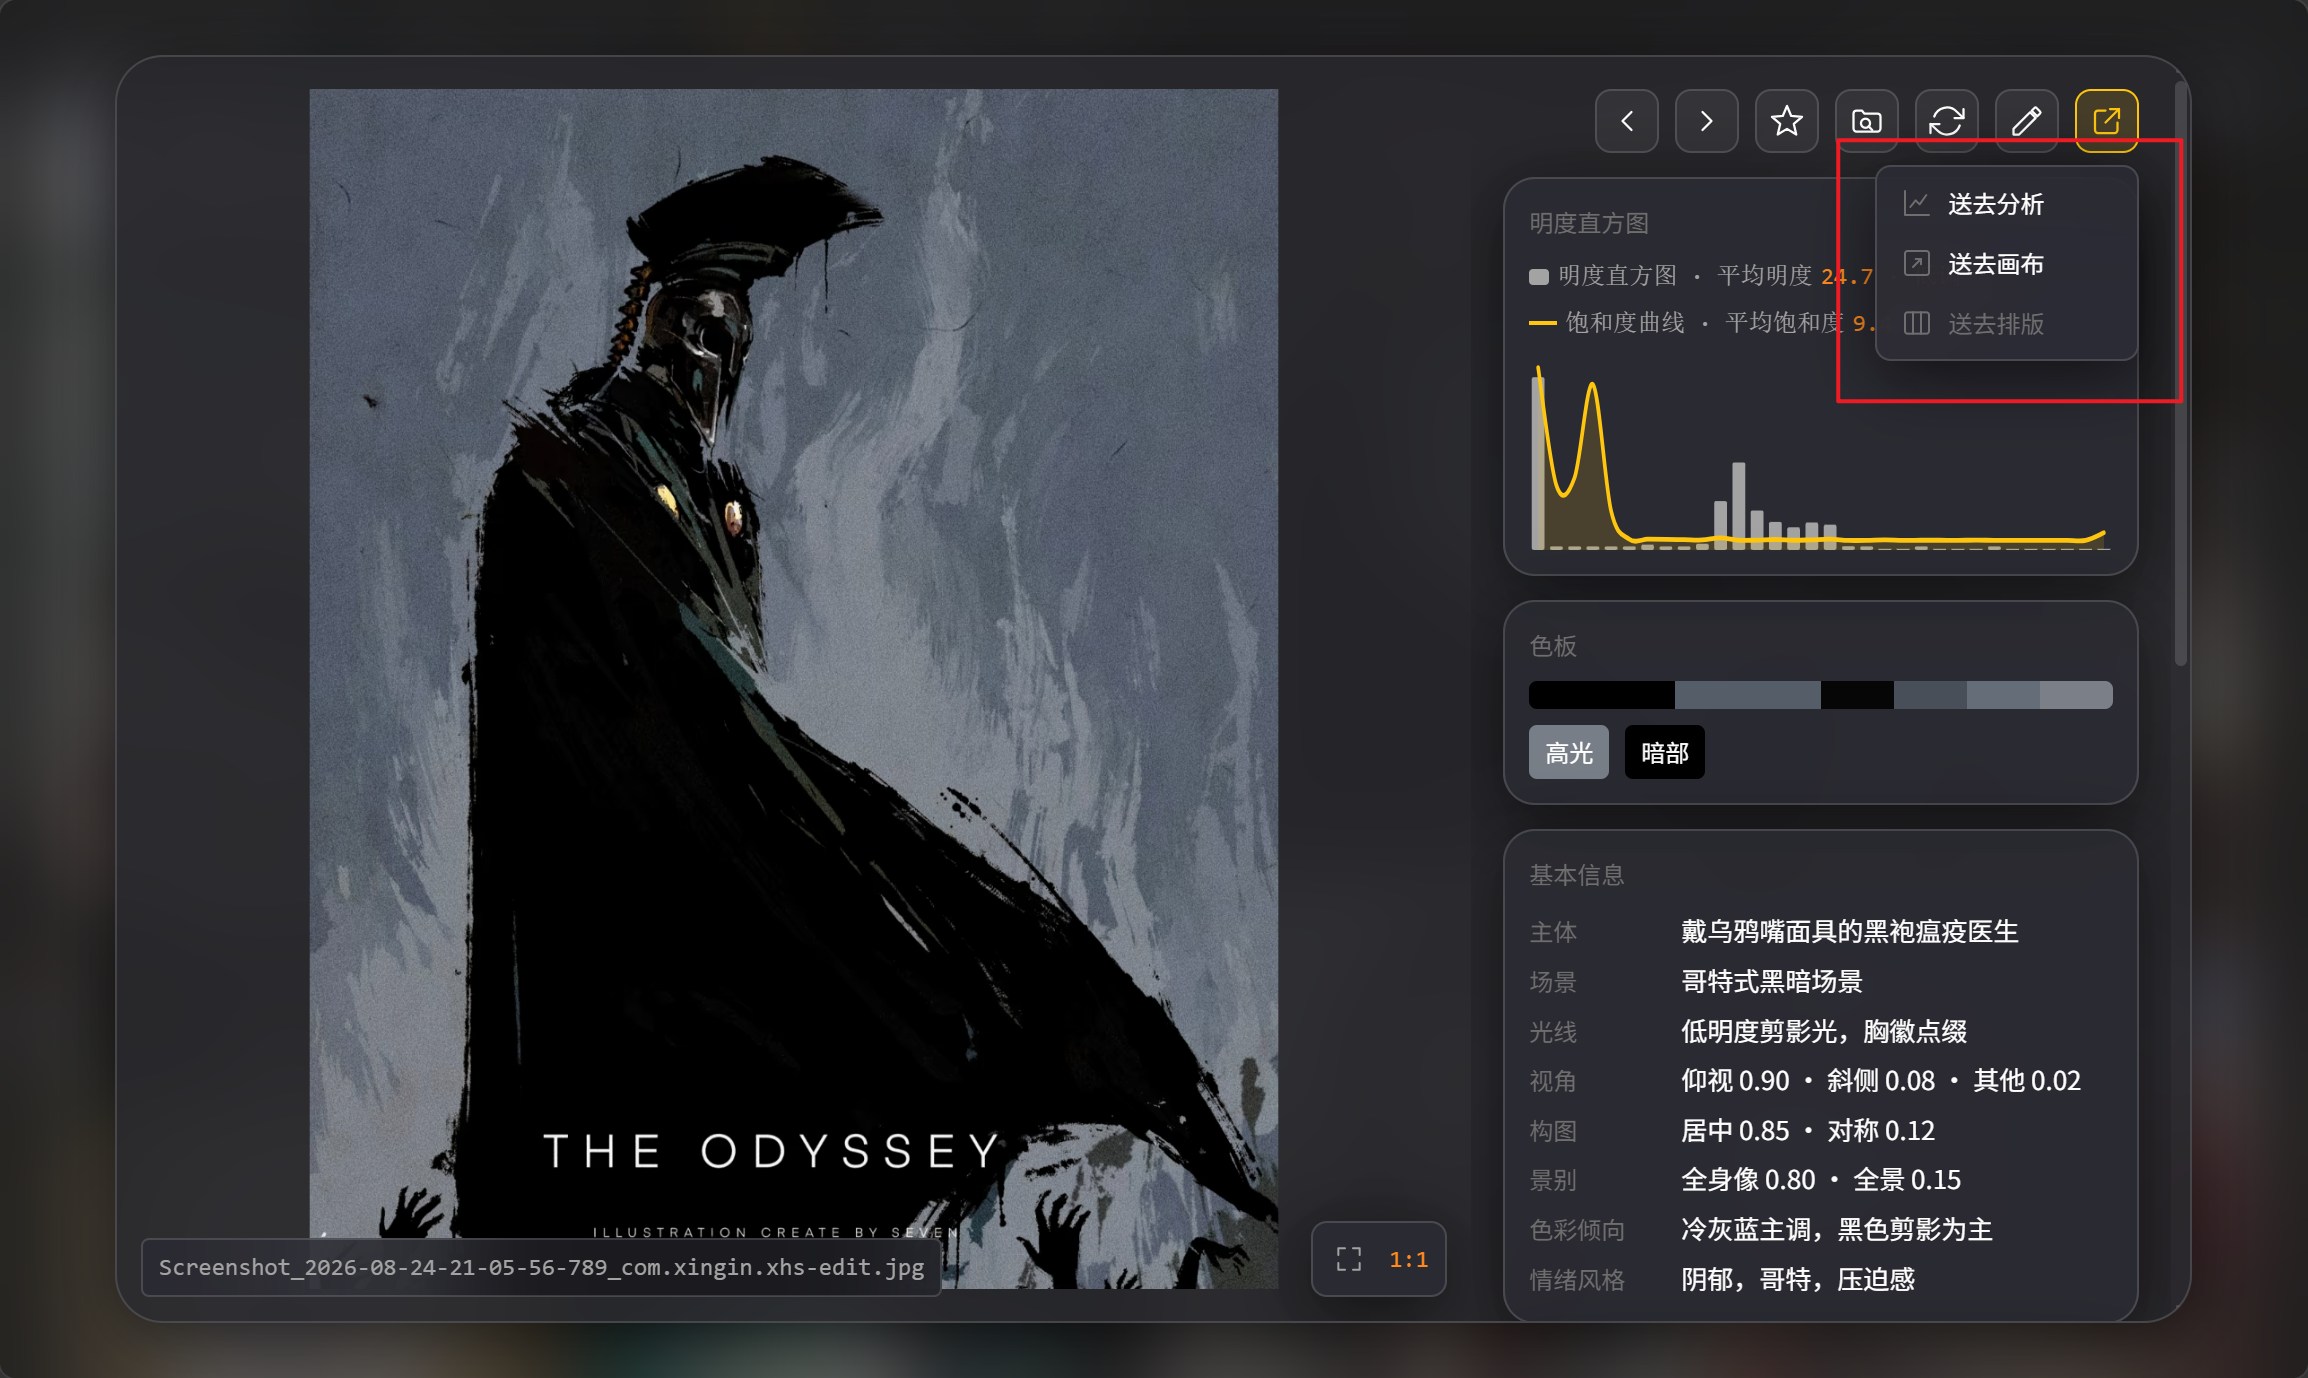 送去分析
送去画布
送去排版
明度直方图
明度直方图 · 平均明度 24.7
饱和度曲线 · 平均饱和度 9.
色板
高光 暗部
基本信息
主体 戴乌鸦嘴面具的黑袍瘟疫医生
场景 哥特式黑暗场景
光线 低明度剪影光，胸徽点缀
视角 仰视 0.90 · 斜侧 0.08 · 其他 0.02
构图 居中 0.85 · 对称 0.12
景别 全身像 0.80 · 全景 0.15
色彩倾向 冷灰蓝主调，黑色剪影为主
情绪风格 阴郁，哥特，压迫感
THE ODYSSEY
ILLUSTRATION CREATE BY SEVEN
Screenshot_2026-08-24-21-05-56-789_com.xingin.xhs-edit.jpg
1:1